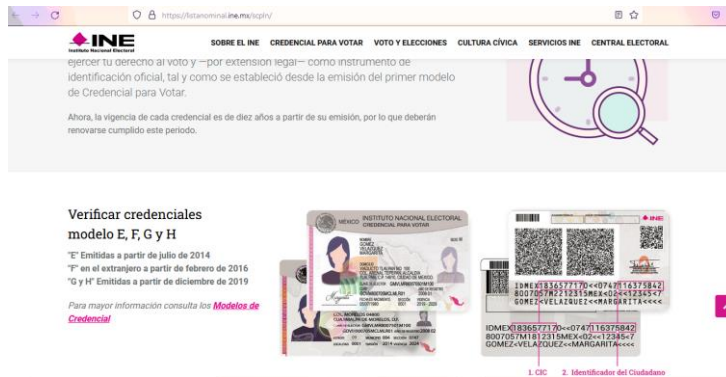 https://listanominal.ine.mx/scpln/
INE
Instituto Nacional Electoral
SOBRE EL INE CREDENCIAL PARA VOTAR VOTO Y ELECCIONES CULTURA CÍVICA SERVICIOS INE CENTRAL ELECTORAL
ejercer tu derecho al voto y —por extensión legal— como instrumento de
identificación oficial, tal y como se estableció desde la emisión del primer modelo
de Credencial para Votar.
Ahora, la vigencia de cada credencial es de diez años a partir de su emisión, por lo que deberán
renovarse cumplido este periodo.
Verificar credenciales
modelo E, F, G y H
"E" Emitidas a partir de julio de 2014
"F" en el extranjero a partir de febrero de 2016
"G y H" Emitidas a partir de diciembre de 2019
Para mayor información consulta los Modelos de
Credencial
MÉXICO INSTITUTO NACIONAL ELECTORAL
CREDENCIAL PARA VOTAR
GOMEZ
VELAZQUEZ
MARGARITA
INE
IDMEX1836577170<<0747116375842
8007057M2212315MEX<02<<12345<7
GOMEZ<VELAZQUEZ<<MARGARITA<<<<
IDMEX1836577170<<0747116375842
8007057M1812315MEX<02<<12345<7
GOMEZ<VELAZQUEZ<<MARGARITA<<<<
1. CIC 2. Identificador del Ciudadano